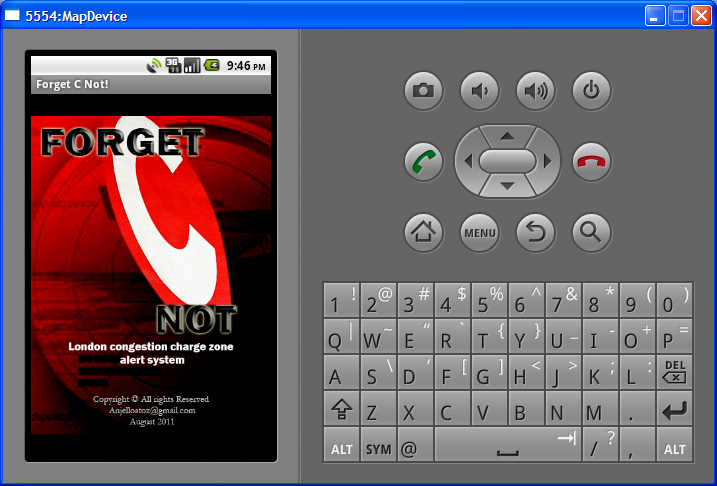 5554:MapDevice
3G
9:46 PM
Forget C Not!
FORGET
C
NOT
London congestion charge zone
alert system
Copyright © All rights Reserved
Anjelloatoz@gmail.com
August 2011
MENU
1 ! 2 @ 3 # 4 $ 5 % 6 ^ 7 & 8 * 9 ( 0 )
Q | W ~ E “ R ` T { Y } U _ I - O + P =
A S \ D ‘ F [ G ] H < J > K ; L : DEL
Z X C V B N M .
ALT SYM @ / ? , ALT